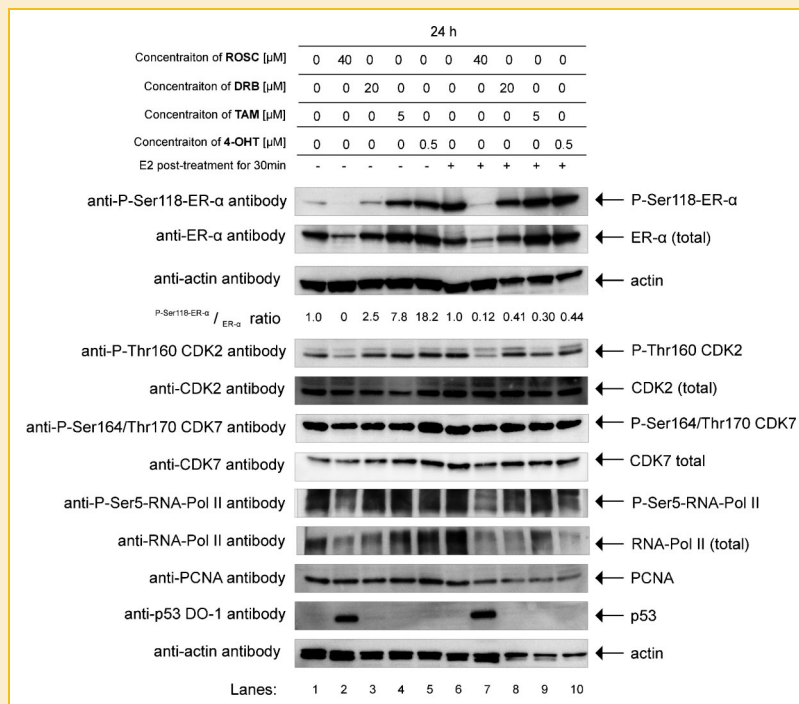 24 h
Concentraiton of ROSC [µM] 0 40 0 0 0 0 40 0 0 0
Concentraiton of DRB [µM] 0 0 20 0 0 0 0 20 0 0
Concentraiton of TAM [µM] 0 0 0 5 0 0 0 0 5 0
Concentraiton of 4-OHT [µM] 0 0 0 0 0.5 0 0 0 0 0.5
E2 post-treatment for 30min - - - - - + + + + +
anti-P-Ser118-ER-α antibody P-Ser118-ER-α
anti-ER-α antibody ER-α (total)
anti-actin antibody actin
P-Ser118-ER-α / ER-α ratio 1.0 0 2.5 7.8 18.2 1.0 0.12 0.41 0.30 0.44
anti-P-Thr160 CDK2 antibody P-Thr160 CDK2
anti-CDK2 antibody CDK2 (total)
anti-P-Ser164/Thr170 CDK7 antibody P-Ser164/Thr170 CDK7
anti-CDK7 antibody CDK7 total
anti-P-Ser5-RNA-Pol II antibody P-Ser5-RNA-Pol II
anti-RNA-Pol II antibody RNA-Pol II (total)
anti-PCNA antibody PCNA
anti-p53 DO-1 antibody p53
anti-actin antibody actin
Lanes: 1 2 3 4 5 6 7 8 9 10